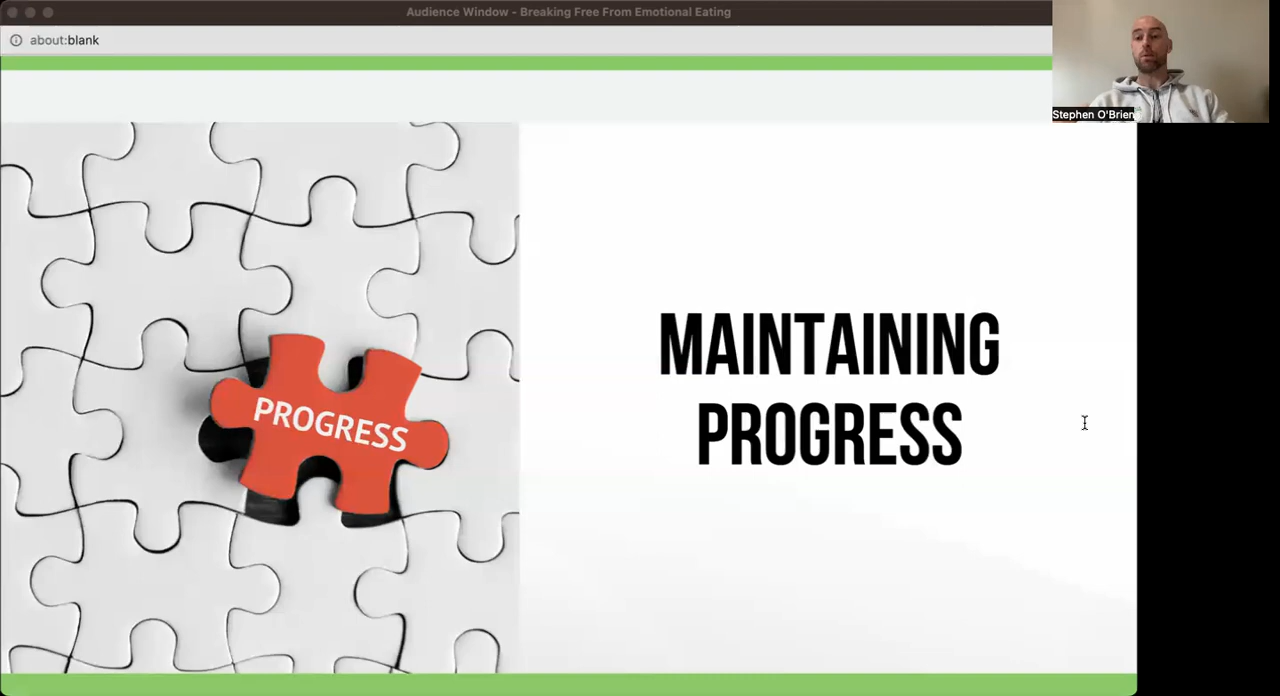 Audience Window - Breaking Free From Emotional Eating
about:blank
Stephen O'Brien
PROGRESS
MAINTAINING
PROGRESS